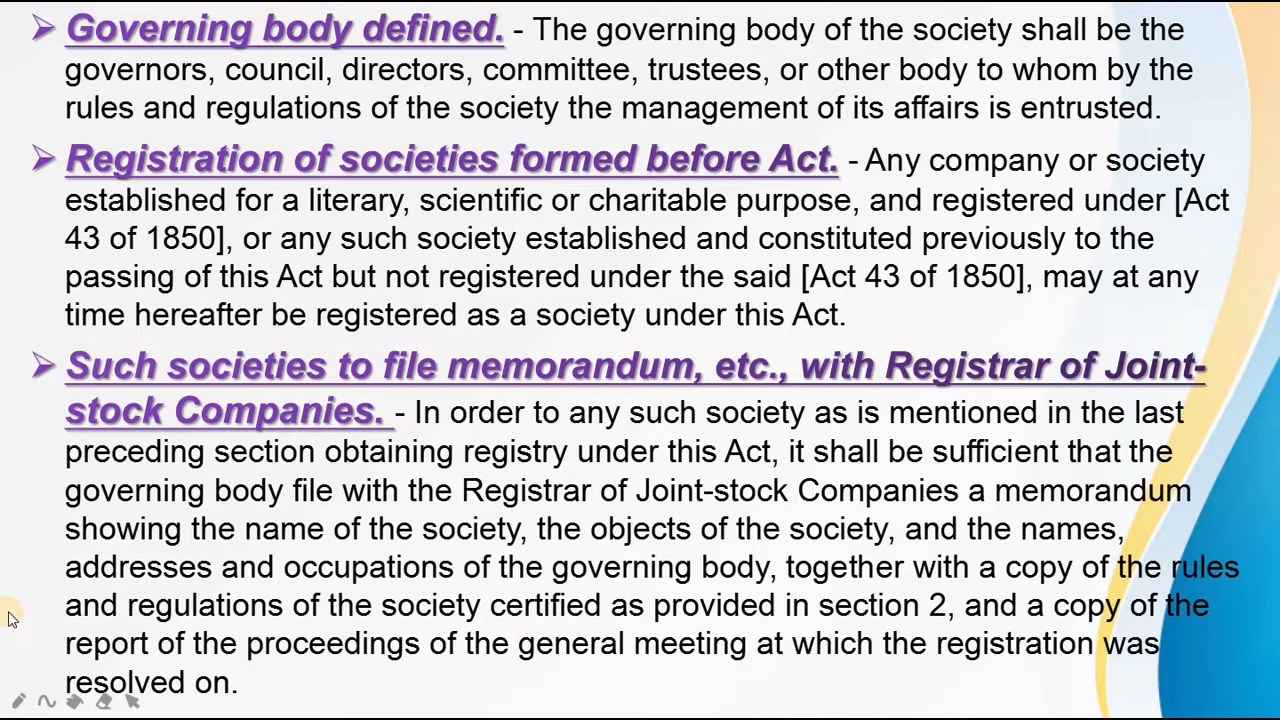 Governing body defined. - The governing body of the society shall be the
governors, council, directors, committee, trustees, or other body to whom by the
rules and regulations of the society the management of its affairs is entrusted.
Registration of societies formed before Act. - Any company or society
established for a literary, scientific or charitable purpose, and registered under [Act
43 of 1850], or any such society established and constituted previously to the
passing of this Act but not registered under the said [Act 43 of 1850], may at any
time hereafter be registered as a society under this Act.
Such societies to file memorandum, etc., with Registrar of Joint-
stock Companies. - In order to any such society as is mentioned in the last
preceding section obtaining registry under this Act, it shall be sufficient that the
governing body file with the Registrar of Joint-stock Companies a memorandum
showing the name of the society, the objects of the society, and the names,
addresses and occupations of the governing body, together with a copy of the rules
and regulations of the society certified as provided in section 2, and a copy of the
report of the proceedings of the general meeting at which the registration was
resolved on.